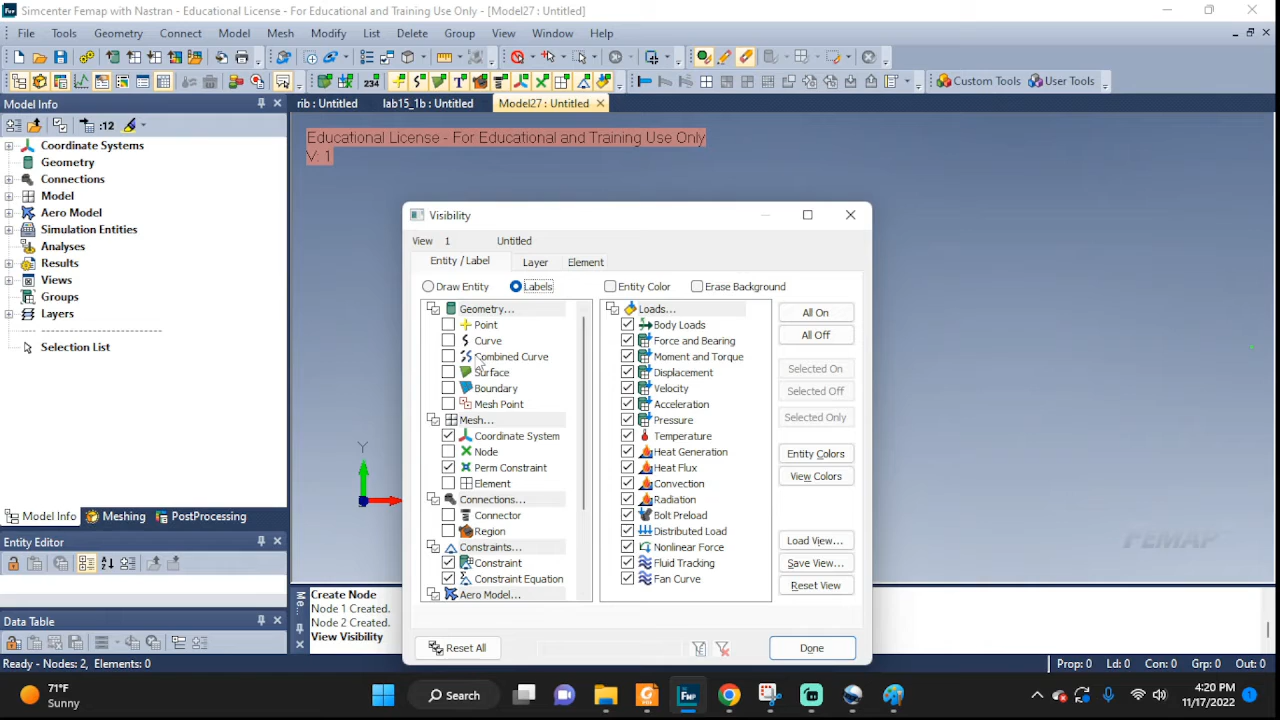 Simcenter Femap with Nastran - Educational License - For Educational and Training Use Only - [Model27 : Untitled]
File Tools Geometry Connect Model Mesh Modify List Delete Group View Window Help
234 Custom Tools User Tools
Model Info
rib : Untitled lab15_1b : Untitled Model27 : Untitled
:12
Coordinate Systems
Geometry
Connections
Model
Aero Model
Simulation Entities
Analyses
Results
Views
Groups
Layers
Selection List
Model Info Meshing PostProcessing
Entity Editor
Data Table
Educational License - For Educational and Training Use Only
V: 1
Y
FEMAP
Visibility
View 1 Untitled
Entity / Label Layer Element
Draw Entity Labels Entity Color Erase Background
Geometry...
Point
Curve
Combined Curve
Surface
Boundary
Mesh Point
Mesh...
Coordinate System
Node
Perm Constraint
Element
Connections...
Connector
Region
Constraints...
Constraint
Constraint Equation
Aero Model...
Loads...
Body Loads
Force and Bearing
Moment and Torque
Displacement
Velocity
Acceleration
Pressure
Temperature
Heat Generation
Heat Flux
Convection
Radiation
Bolt Preload
Distributed Load
Nonlinear Force
Fluid Tracking
Fan Curve
All On
All Off
Selected On
Selected Off
Selected Only
Entity Colors
View Colors
Load View...
Save View...
Reset View
Reset All Done
Me...
Create Node
Node 1 Created.
Node 2 Created.
View Visibility
Ready - Nodes: 2, Elements: 0 Prop: 0 Ld: 0 Con: 0 Grp: 0 Out: 0
71°F
Sunny
Search
Fmp
4:20 PM
11/17/2022
1